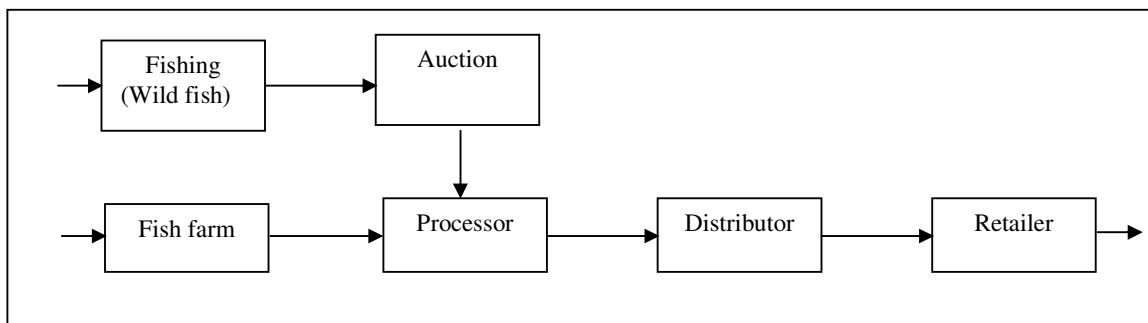 Fishing
(Wild fish)
Auction
Fish farm
Processor
Distributor
Retailer